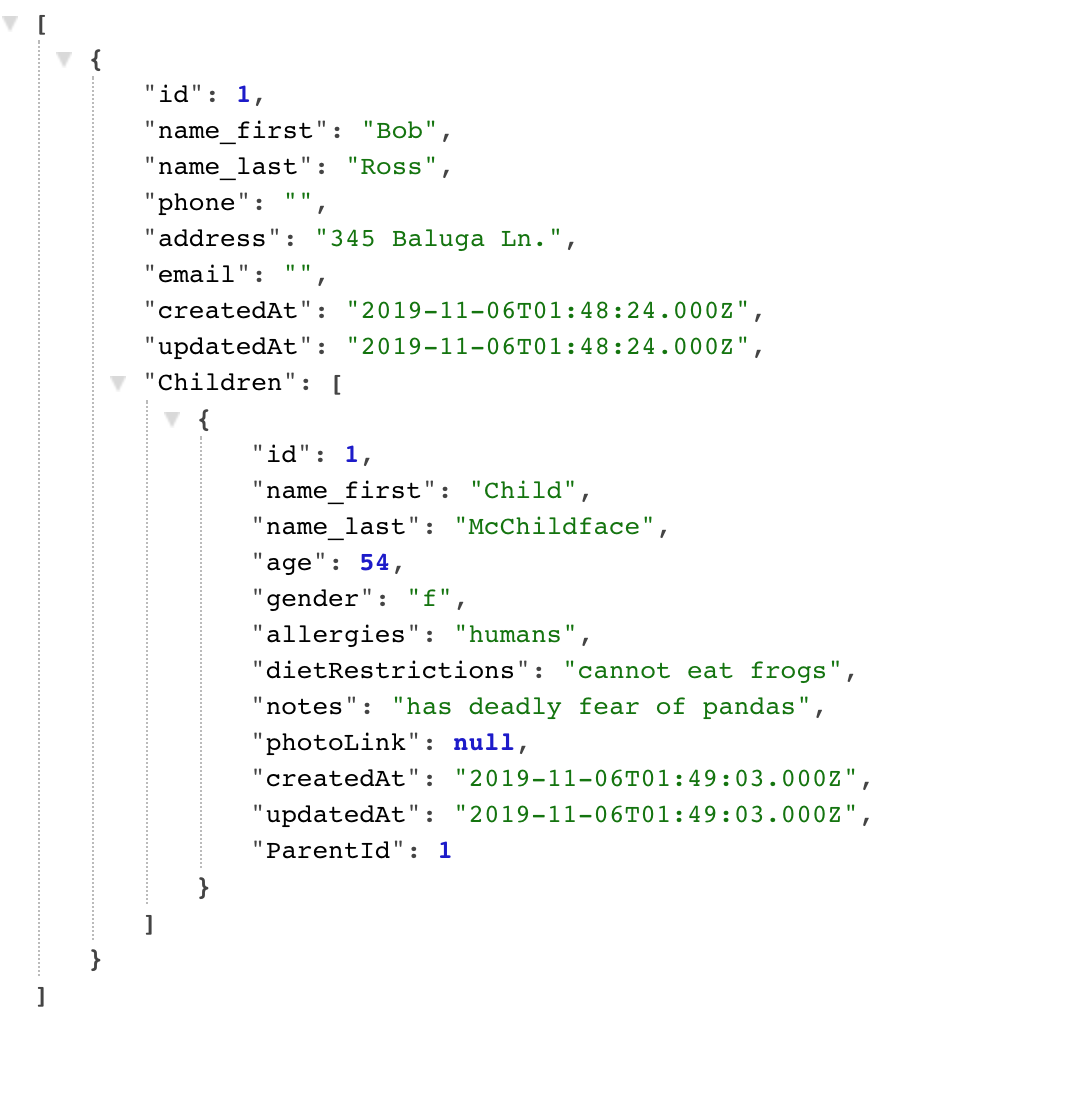 [
{
"id": 1,
"name_first": "Bob",
"name_last": "Ross",
"phone": "",
"address": "345 Baluga Ln.",
"email": "",
"createdAt": "2019-11-06T01:48:24.000Z",
"updatedAt": "2019-11-06T01:48:24.000Z",
"Children": [
{
"id": 1,
"name_first": "Child",
"name_last": "McChildface",
"age": 54,
"gender": "f",
"allergies": "humans",
"dietRestrictions": "cannot eat frogs",
"notes": "has deadly fear of pandas",
"photoLink": null,
"createdAt": "2019-11-06T01:49:03.000Z",
"updatedAt": "2019-11-06T01:49:03.000Z",
"ParentId": 1
}
]
}
]